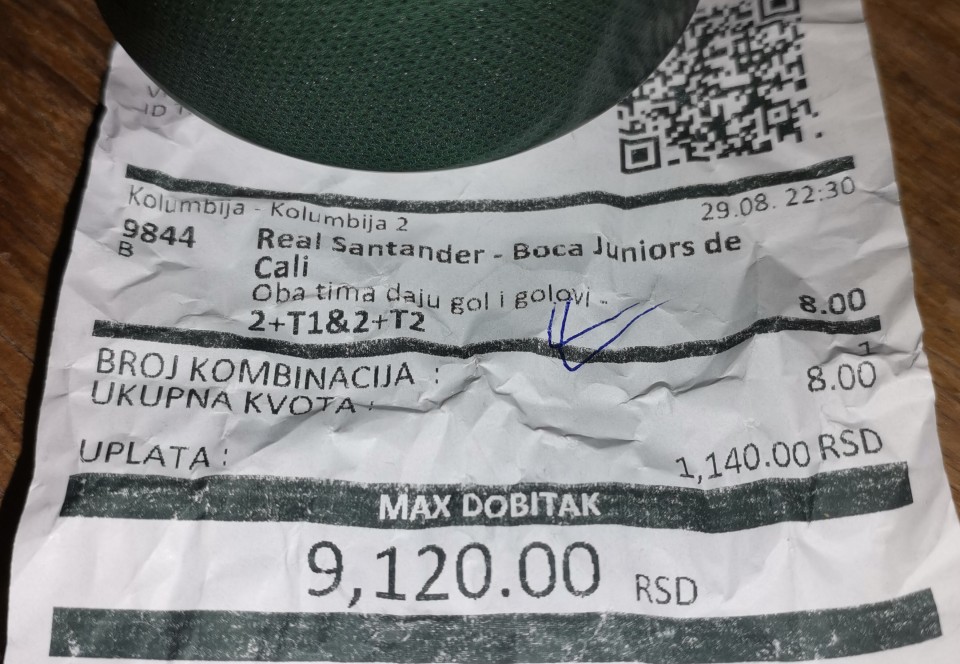 ID
Kolumbija - Kolumbija 2
29.08. 22:30
9844
B
Real Santander - Boca Juniors de
Cali
Oba tima daju gol i golovi -
2+T1&2+T2
8.00
BROJ KOMBINACIJA :
1
UKUPNA KVOTA :
8.00
UPLATA :
1,140.00 RSD
MAX DOBITAK
9,120.00 RSD